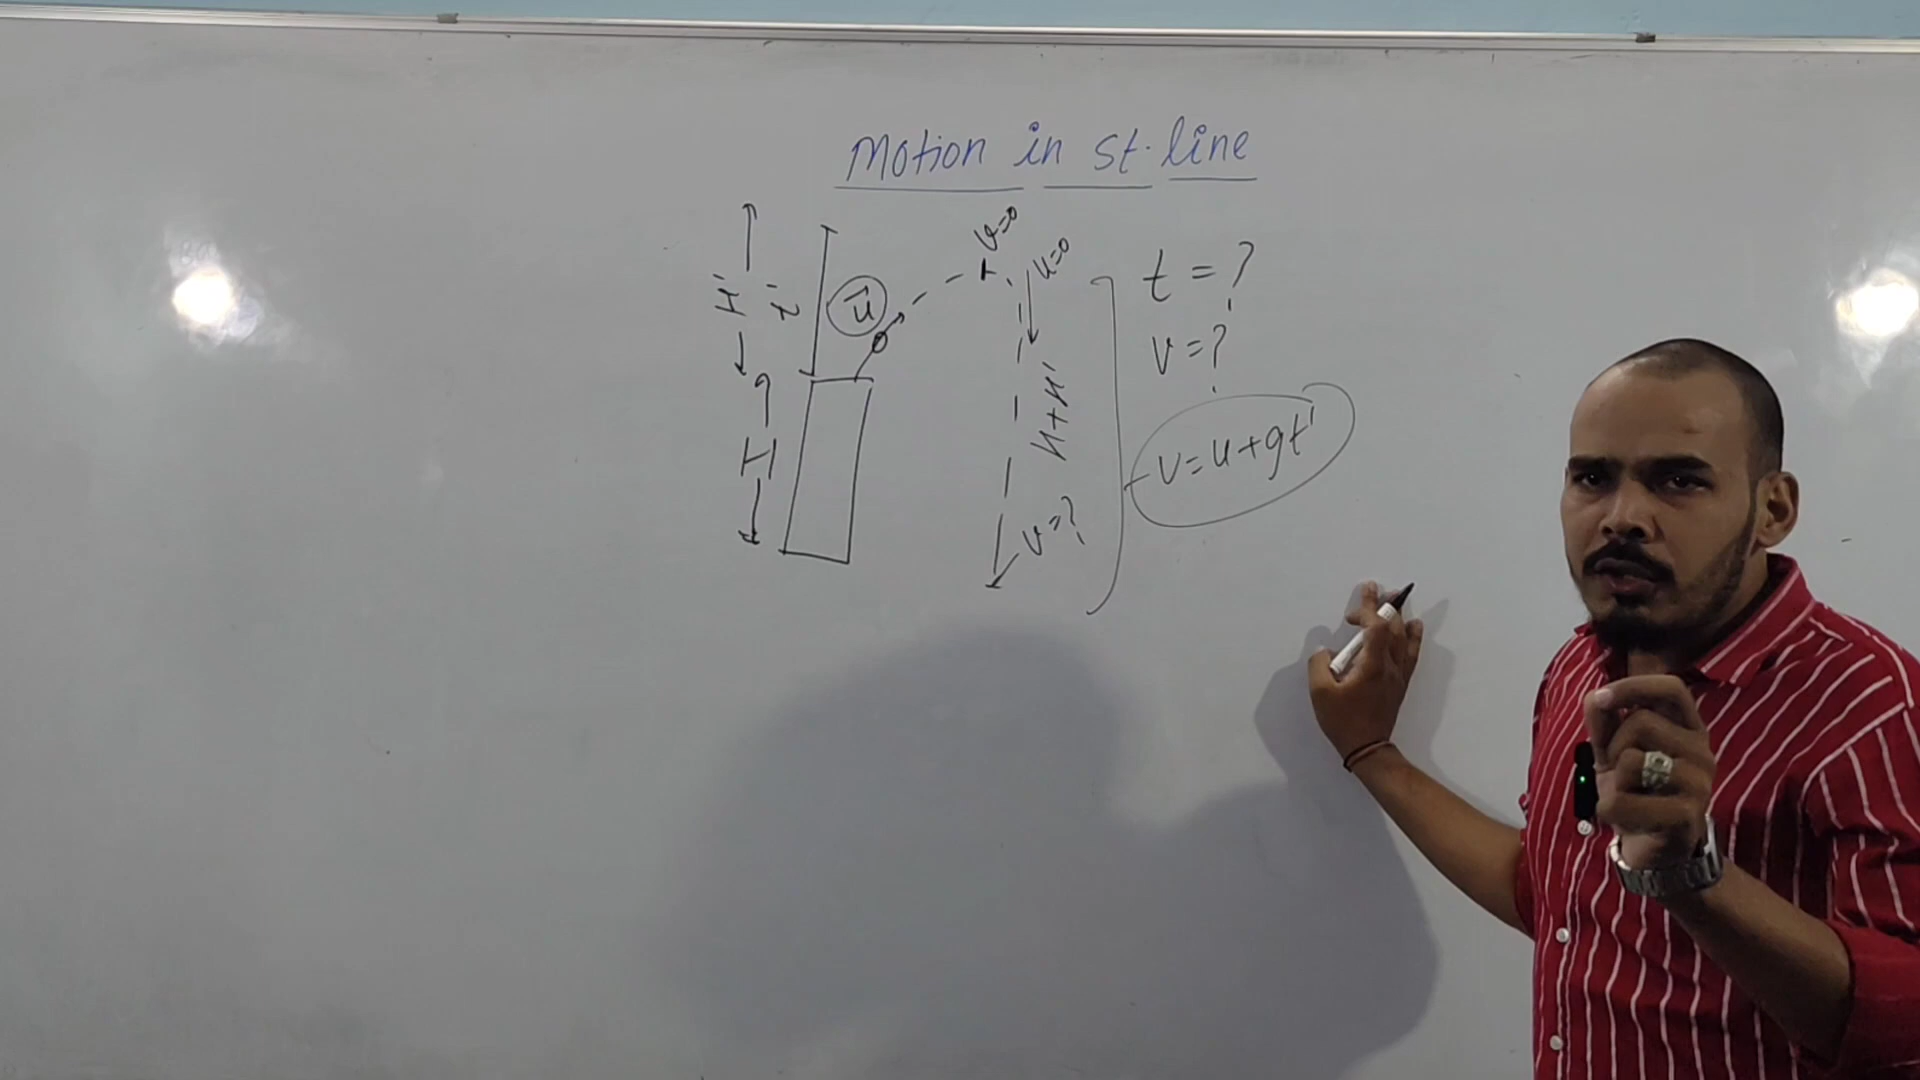 Motion in st. line
H'
t'
u
v=0
u=0
H+H'
H
v=?
t = ?
v = ?
v=u+gt'